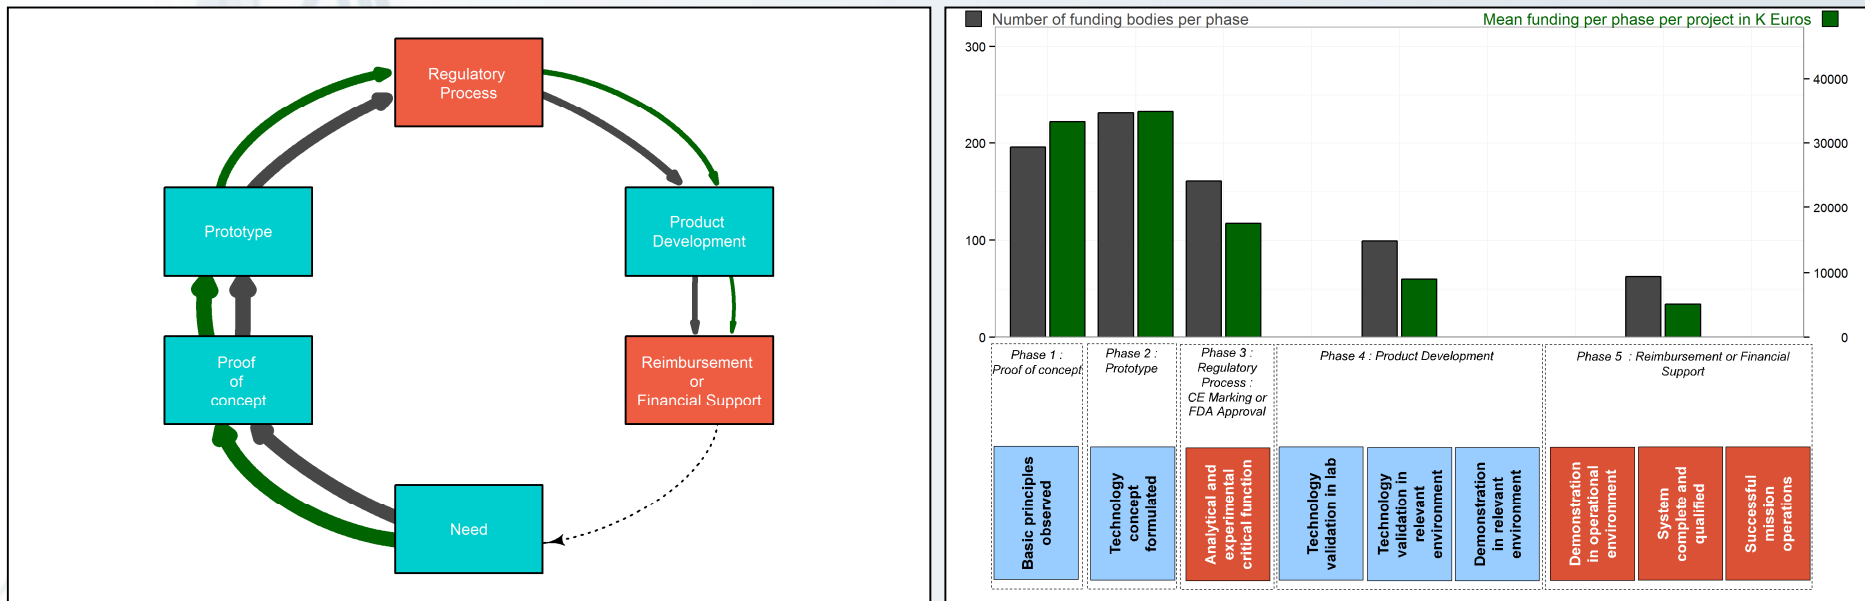 Regulatory
Process
Prototype
Product
Development
Proof
of
concept
Reimbursement
or
Financial Support
Need
Number of funding bodies per phase
Mean funding per phase per project in K Euros
300
200
100
0
40000
30000
20000
10000
0
Phase 1 :
Proof of concept
Phase 2 :
Prototype
Phase 3 :
Regulatory
Process :
CE Marking or
FDA Approval
Phase 4 : Product Development
Phase 5 : Reimbursement or Financial
Support
Basic principles
observed
Technology
concept
formulated
Analytical and
experimental
critical function
Technology
validation in lab
Technology
validation in
relevant
environment
Demonstration
in relevant
environment
Demonstration
in operational
environment
System
complete and
qualified
Successful
mission
operations